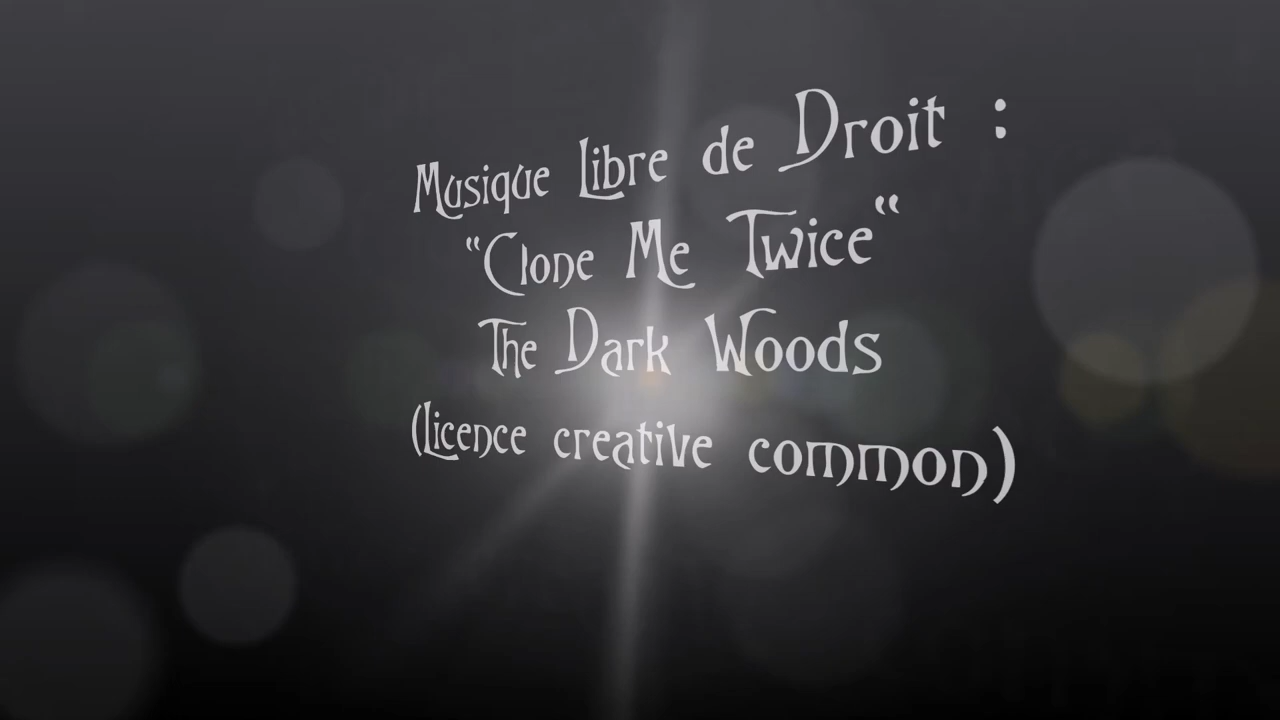 Musique Libre de Droit :
“Clone Me Twice“
The Dark Woods
(Licence creative common)